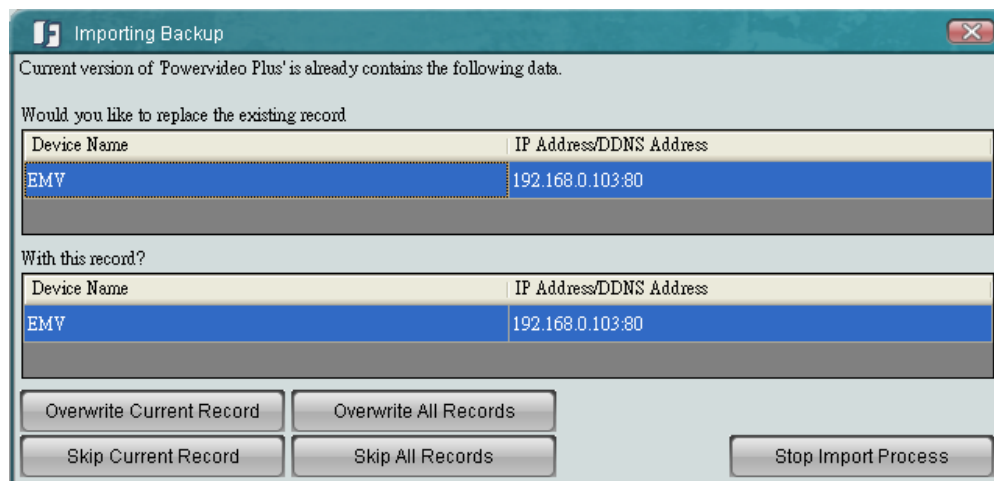 Importing Backup
Current version of 'Powervideo Plus' is already contains the following data.
Would you like to replace the existing record
Device Name IP Address/DDNS Address
EMV 192.168.0.103:80
With this record?
Device Name IP Address/DDNS Address
EMV 192.168.0.103:80
Overwrite Current Record Overwrite All Records
Skip Current Record Skip All Records Stop Import Process